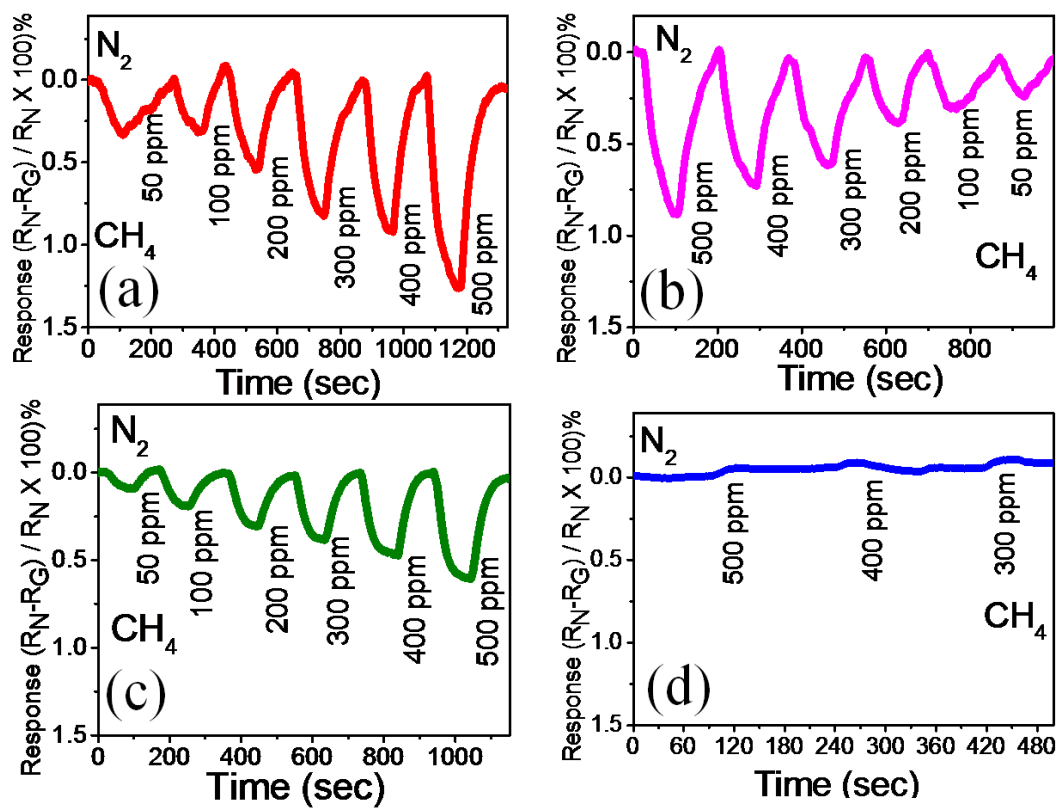 N2
CH4
(a)
Response (RN-RG) / RN X 100)%
0.0
0.5
1.0
1.5
50 ppm
100 ppm
200 ppm
300 ppm
400 ppm
500 ppm
0 200 400 600 800 1000 1200
Time (sec)
N2
CH4
(b)
Response (RN-RG) / RN X 100)%
0.0
0.5
1.0
1.5
500 ppm
400 ppm
300 ppm
200 ppm
100 ppm
50 ppm
0 200 400 600 800
Time (sec)
N2
CH4
(c)
Response (RN-RG) / RN X 100)%
0.0
0.5
1.0
1.5
50 ppm
100 ppm
200 ppm
300 ppm
400 ppm
500 ppm
0 200 400 600 800 1000
Time (sec)
N2
CH4
(d)
Response (RN-RG) / RN X 100)%
0.0
0.5
1.0
1.5
500 ppm
400 ppm
300 ppm
0 60 120 180 240 300 360 420 480
Time (sec)